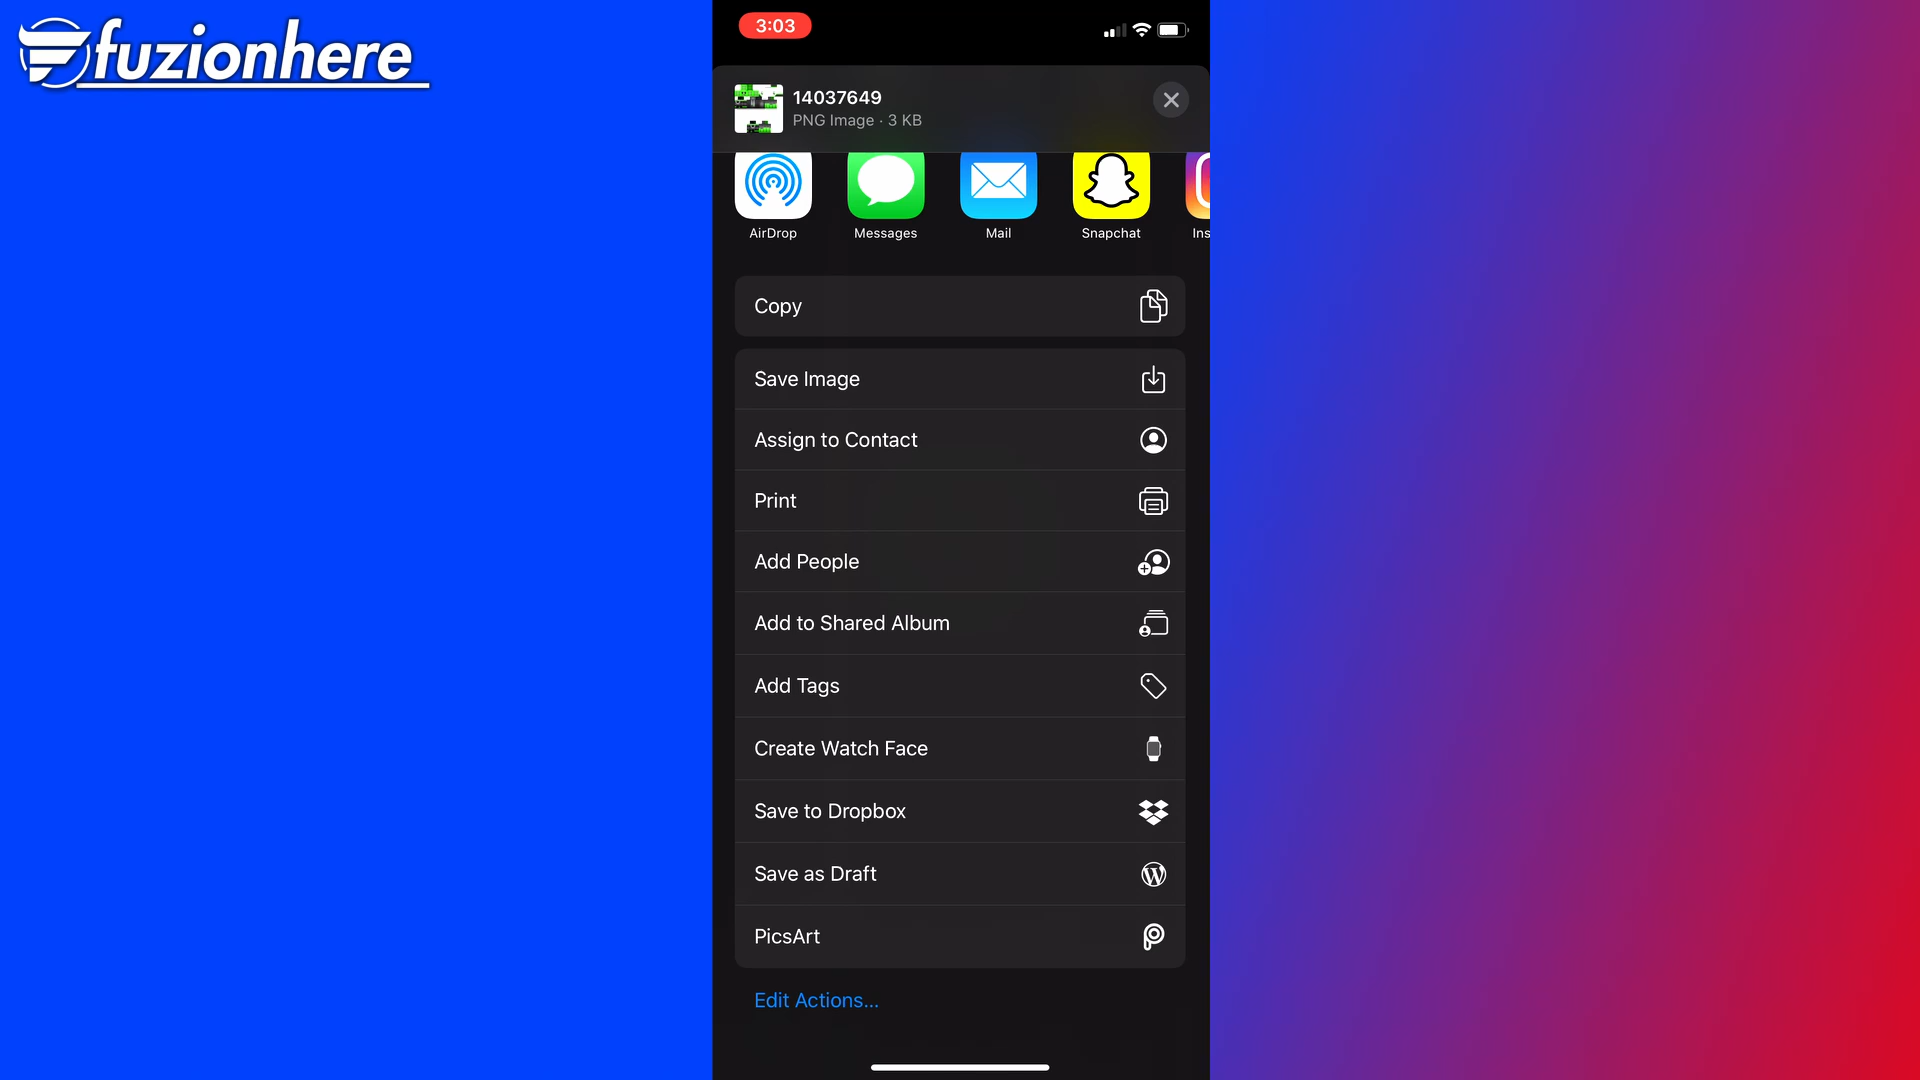 fuzionhere
3:03
14037649
PNG Image · 3 KB
AirDrop
Messages
Mail
Snapchat
Ins
Copy
Save Image
Assign to Contact
Print
Add People
Add to Shared Album
Add Tags
Create Watch Face
Save to Dropbox
Save as Draft
PicsArt
Edit Actions...